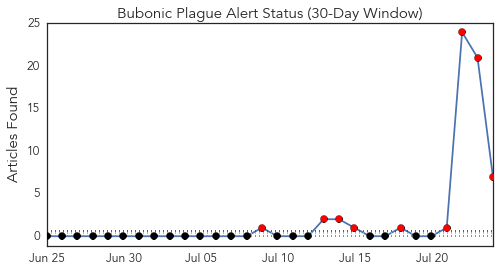 Bubonic Plague Alert Status (30-Day Window)
25
20
15
10
5
0
Articles Found
Jun 25
Jun 30
Jul 05
Jul 10
Jul 15
Jul 20